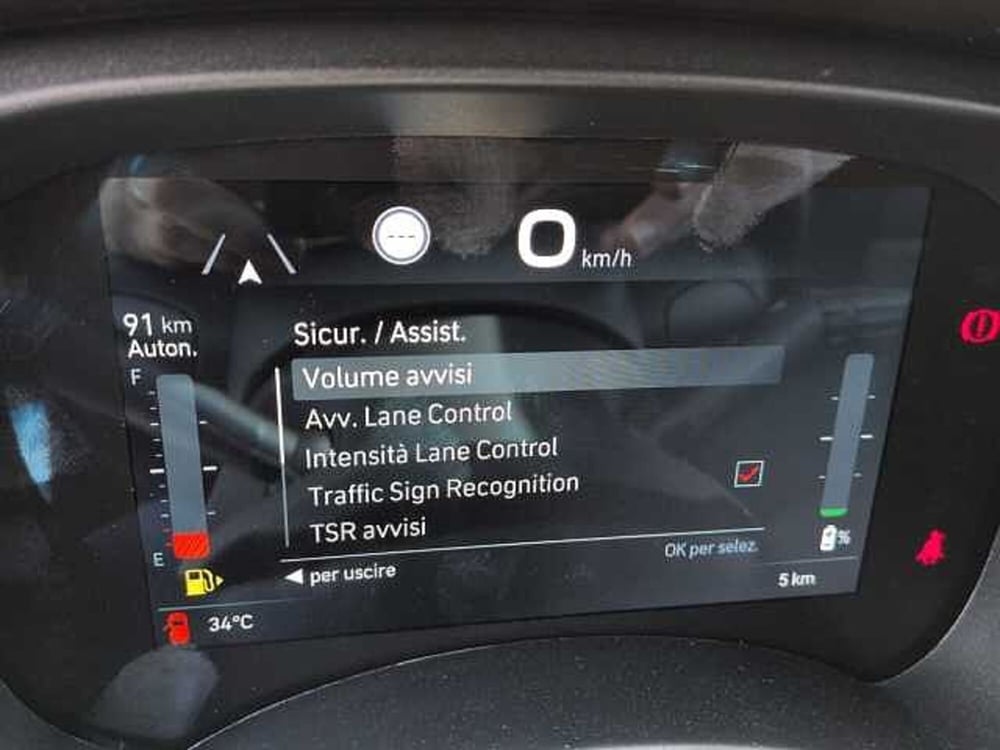 0 km/h
91 km
Auton.
F
Sicur. / Assist.
Volume avvisi
Avv. Lane Control
Intensità Lane Control
Traffic Sign Recognition
TSR avvisi
E
OK per selez.
%
◀ per uscire
5 km
34°C